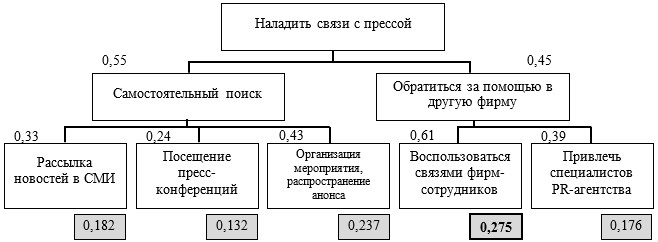 Наладить связи с прессой
0,55
0,45
Самостоятельный поиск
Обратиться за помощью в
другую фирму
0,33
0,24
0,43
0,61
0,39
Рассылка
новостей в СМИ
Посещение
пресс-
конференций
Организация
мероприятия,
распространение
анонса
Воспользоваться
связями фирм-
сотрудников
Привлечь
специалистов
PR-агентства
0,182
0,132
0,237
0,275
0,176